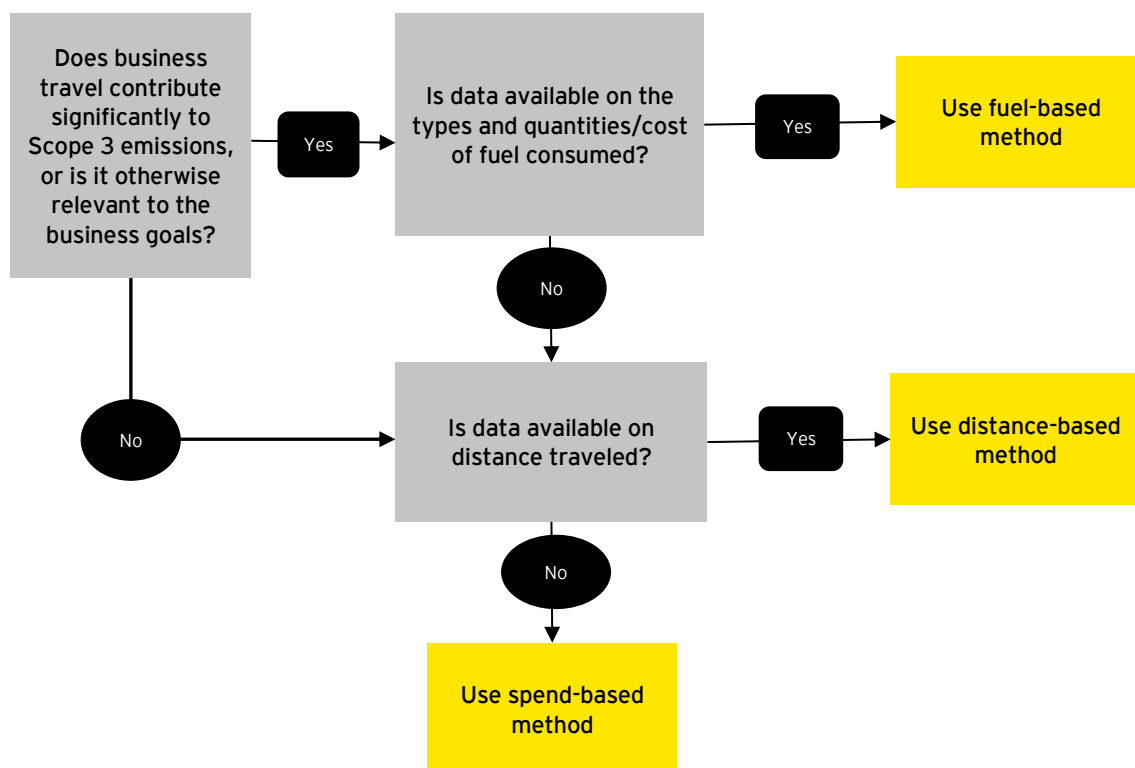 Does business
travel contribute
significantly to
Scope 3 emissions,
or is it otherwise
relevant to the
business goals?
Yes
Is data available on the
types and quantities/cost
of fuel consumed?
Yes
Use fuel-based
method
No
No
Is data available on
distance traveled?
Yes
Use distance-based
method
No
Use spend-based
method